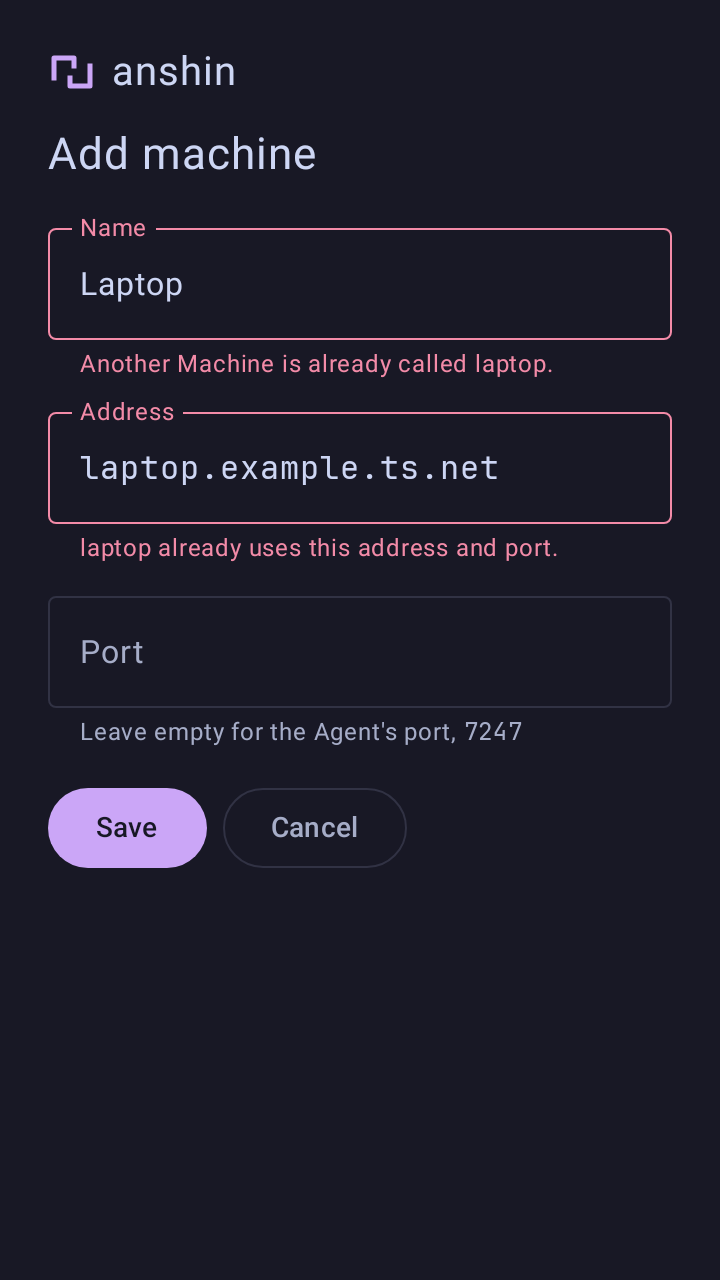 anshin
Add machine
Name
Laptop
Another Machine is already called laptop.
Address
laptop.example.ts.net
laptop already uses this address and port.
Port
Leave empty for the Agent's port, 7247
Save
Cancel